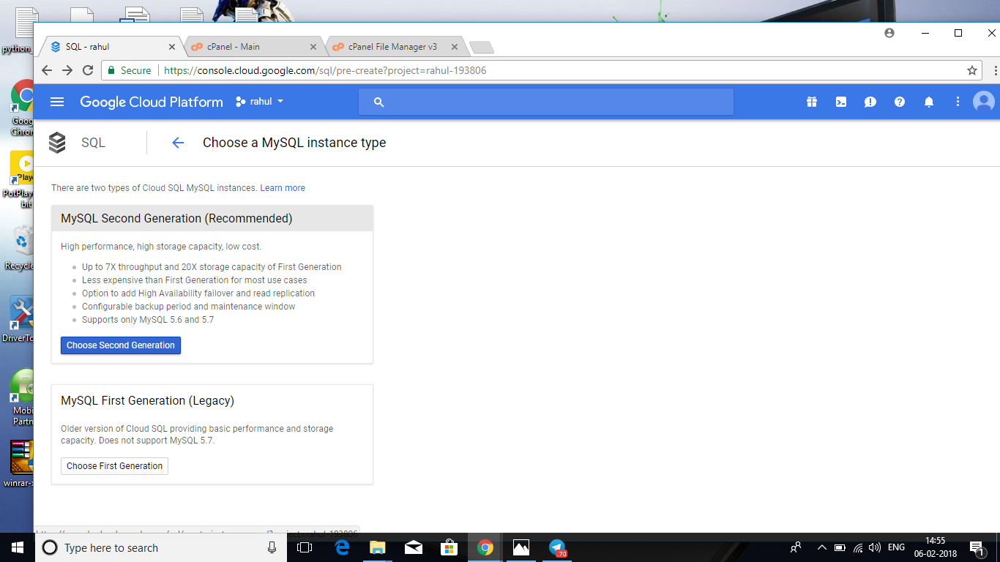 SQL - rahul
cPanel - Main
cPanel File Manager v3
Secure
https://console.cloud.google.com/sql/pre-create?project=rahul-193806
Google Cloud Platform
rahul
SQL
Choose a MySQL instance type
There are two types of Cloud SQL MySQL instances. Learn more
MySQL Second Generation (Recommended)
High performance, high storage capacity, low cost.
Up to 7X throughput and 20X storage capacity of First Generation
Less expensive than First Generation for most use cases
Option to add High Availability failover and read replication
Configurable backup period and maintenance window
Supports only MySQL 5.6 and 5.7
Choose Second Generation
MySQL First Generation (Legacy)
Older version of Cloud SQL providing basic performance and storage
capacity. Does not support MySQL 5.7.
Choose First Generation
python_
Goog
Chro
Play
PotPlay
bit
Recycle
DriverTo
Mobi
Partn
winrar-x
Type here to search
.70
ENG
14:55
06-02-2018
1